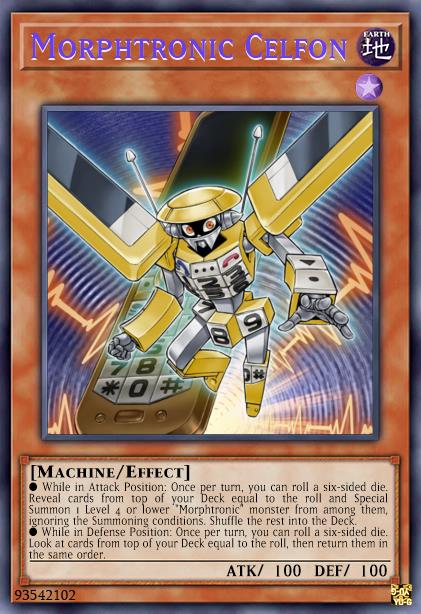 MORPHTRONIC CELFON
EARTH
地
[MACHINE/EFFECT]
● While in Attack Position: Once per turn, you can roll a six-sided die.
Reveal cards from top of your Deck equal to the roll and Special
Summon 1 Level 4 or lower "Morphtronic" monster from among them,
ignoring the Summoning conditions. Shuffle the rest into the Deck.
● While in Defense Position: Once per turn, you can roll a six-sided die.
Look at cards from top of your Deck equal to the roll, then return them in
the same order.
ATK/ 100 DEF/ 100
93542102